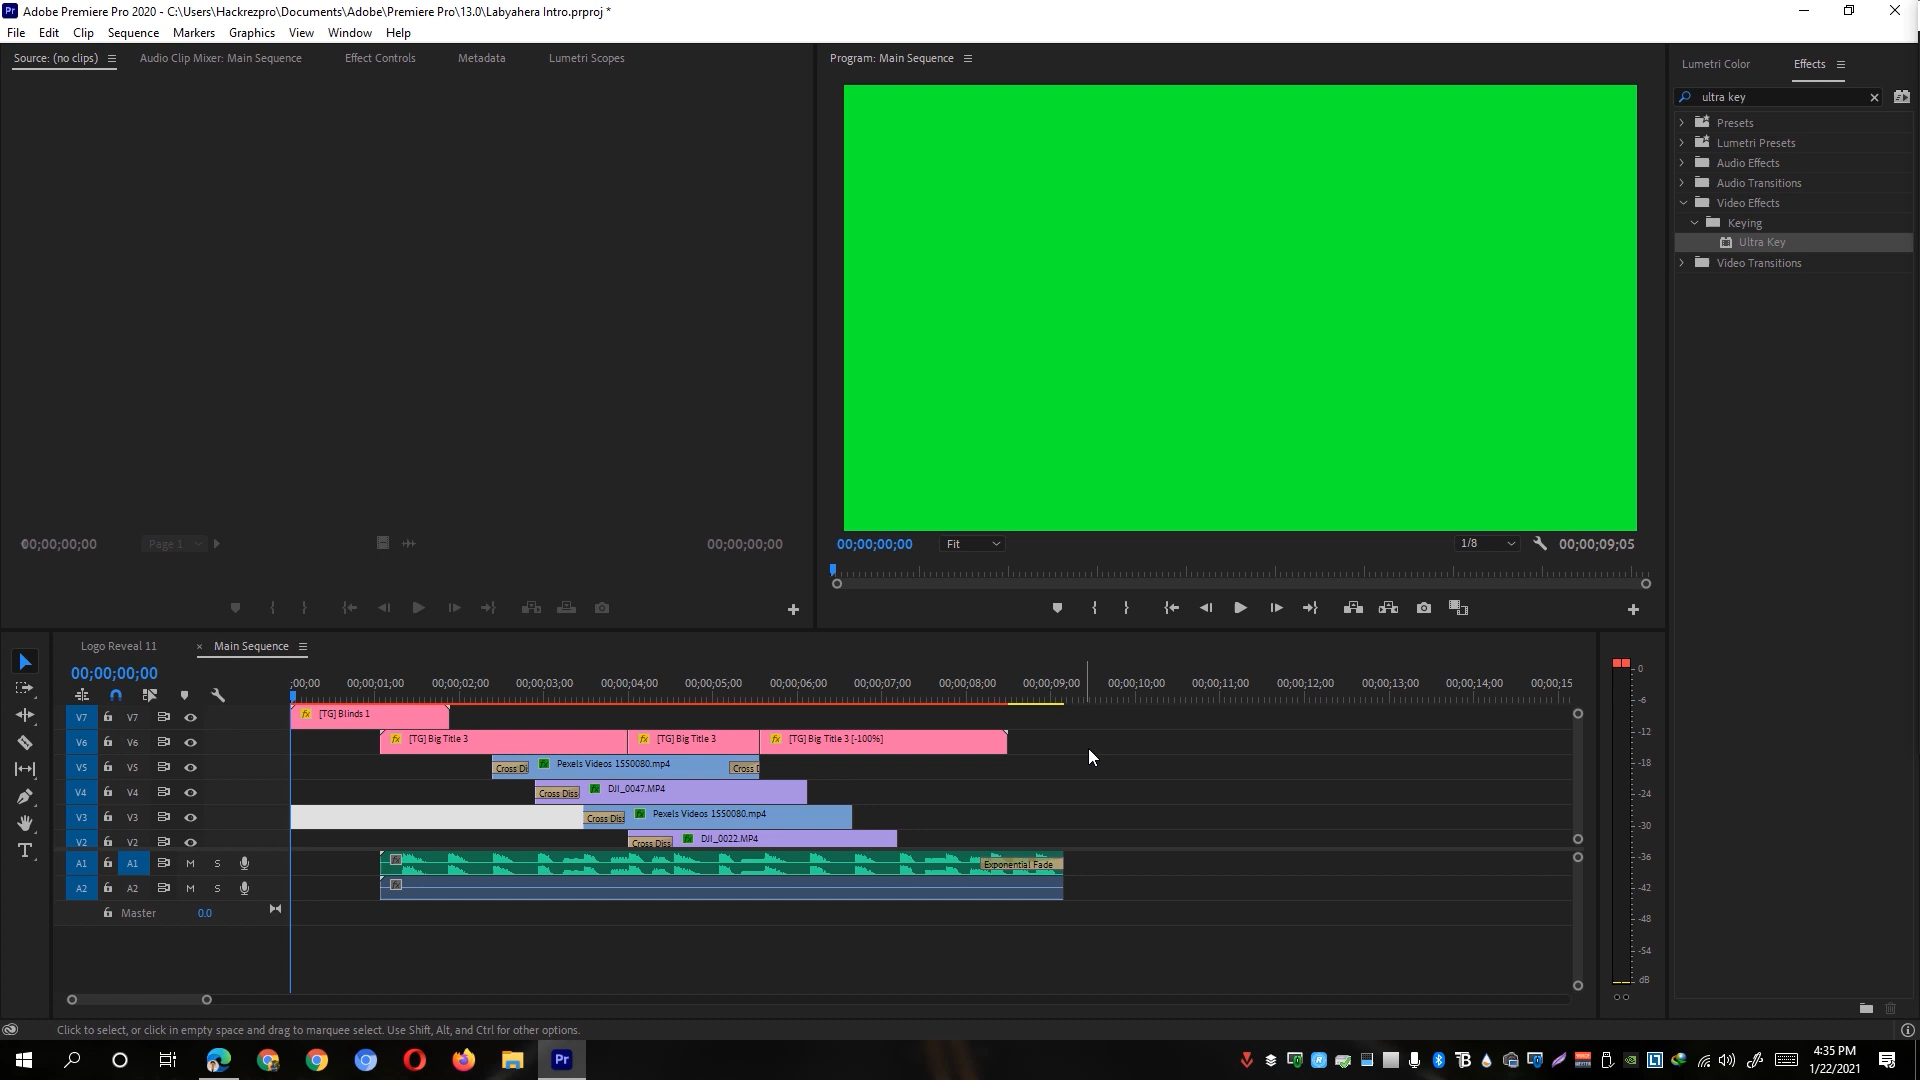 Adobe Premiere Pro 2020 - C:\Users\Hackrezpro\Documents\Adobe\Premiere Pro\13.0\Labyahera Intro.prproj *
File Edit Clip Sequence Markers Graphics View Window Help
Source: (no clips) Audio Clip Mixer: Main Sequence Effect Controls Metadata Lumetri Scopes
Program: Main Sequence
Lumetri Color Effects
ultra key
Presets
Lumetri Presets
Audio Effects
Audio Transitions
Video Effects
Keying
Ultra Key
Video Transitions
00;00;00;00 Page 1 00;00;00;00
00;00;00;00 Fit 1/8 00;00;09;05
Logo Reveal 11 × Main Sequence
00;00;00;00
;00;00 00;00;01;00 00;00;02;00 00;00;03;00 00;00;04;00 00;00;05;00 00;00;06;00 00;00;07;00 00;00;08;00 00;00;09;00 00;00;10;00 00;00;11;00 00;00;12;00 00;00;13;00 00;00;14;00 00;00;15
V7 V7 fx [TG] Blinds 1
V6 V6 fx [TG] Big Title 3 fx [TG] Big Title 3 fx [TG] Big Title 3 [-100%]
V5 V5 Cross Di fx Pexels Videos 1550080.mp4 Cross D
V4 V4 Cross Diss fx DJI_0047.MP4
V3 V3 Cross Diss fx Pexels Videos 1550080.mp4
V2 V2 Cross Diss fx DJI_0022.MP4
A1 A1 M S fx Exponential Fade
A2 A2 M S fx
Master 0.0
0
-6
-12
-18
-24
-30
-36
-42
-48
-54
dB
Click to select, or click in empty space and drag to marquee select. Use Shift, Alt, and Ctrl for other options.
4:35 PM
1/22/2021